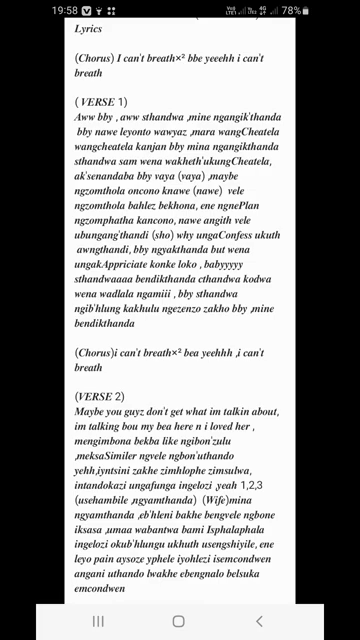 19:58
78%
Lyrics
(Chorus) I can't breath×² bbe yeeehh i can't
breath
( VERSE 1)
Aww bby , aww sthandwa ,mine ngangik'thanda
bby nawe leyonto wawyaz ,mara wangCheatela
wangcheatela kanjan bby mina ngangikthanda
sthandwa sam wena wakheth'ukungCheatela,
ak'senandaba bby vaya (vaya) ,maybe
ngzomthola oncono knawe (nawe) vele
ngzomthola bahlez bekhona, ene ngnePlan
ngzomphatha kancono, nawe angith vele
ubungang'thandi (sho) why ungaConfess ukuth
awngthandi, bby ngyakthanda but wena
ungakAppriciate konke loko , babyyyyy
sthandwaaaa bendikthanda cthandwa kodwa
wena wadlala ngamiii , bby sthandwa
ngib'hlung kakhulu ngezenzo zakho bby ,mine
bendikthanda
(Chorus)i can't breath×² bea yeehhh ,i can't
breath
(VERSE 2)
Maybe you guyz don't get what im talkin about,
im talking bou my bea here n i loved her ,
mengimbona bekba like ngibon'zulu
,meksaSimiler ngvele ngbon'uthando
yehh,iyntsini zakhe zimhlophe zimsulwa,
intandokazi ungafunga ingelozi ,yeah 1,2,3
(usehambile ,ngyamthanda) (Wife)mina
ngyamthanda ,eb'hleni bakhe bengvele ngbone
iksasa ,umaa wabantwa bami Isphalaphala
ingelozi okub'hlungu ukhuth usengshiyile, ene
leyo pain aysoze yphele iyohlezi isemcondwen
angani uthando lwakhe ebengnalo belsuka
emcondwen